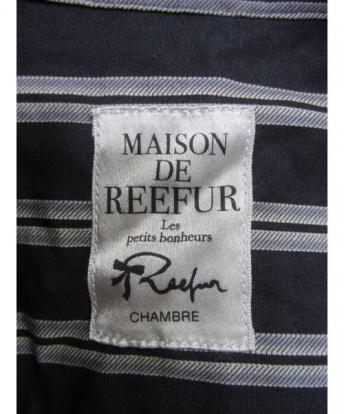 MAISON
DE
REEFUR
Les
petits bonheurs
Reefur
CHAMBRE